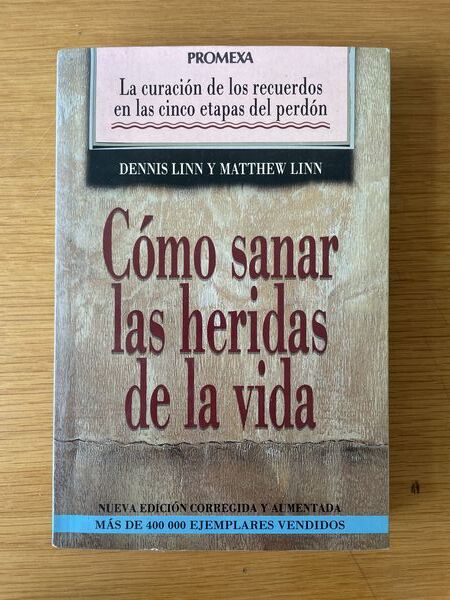 PROMEXA
La curación de los recuerdos
en las cinco etapas del perdón
DENNIS LINN Y MATTHEW LINN
Cómo sanar
las heridas
de la vida
NUEVA EDICIÓN CORREGIDA Y AUMENTADA
MÁS DE 400 000 EJEMPLARES VENDIDOS